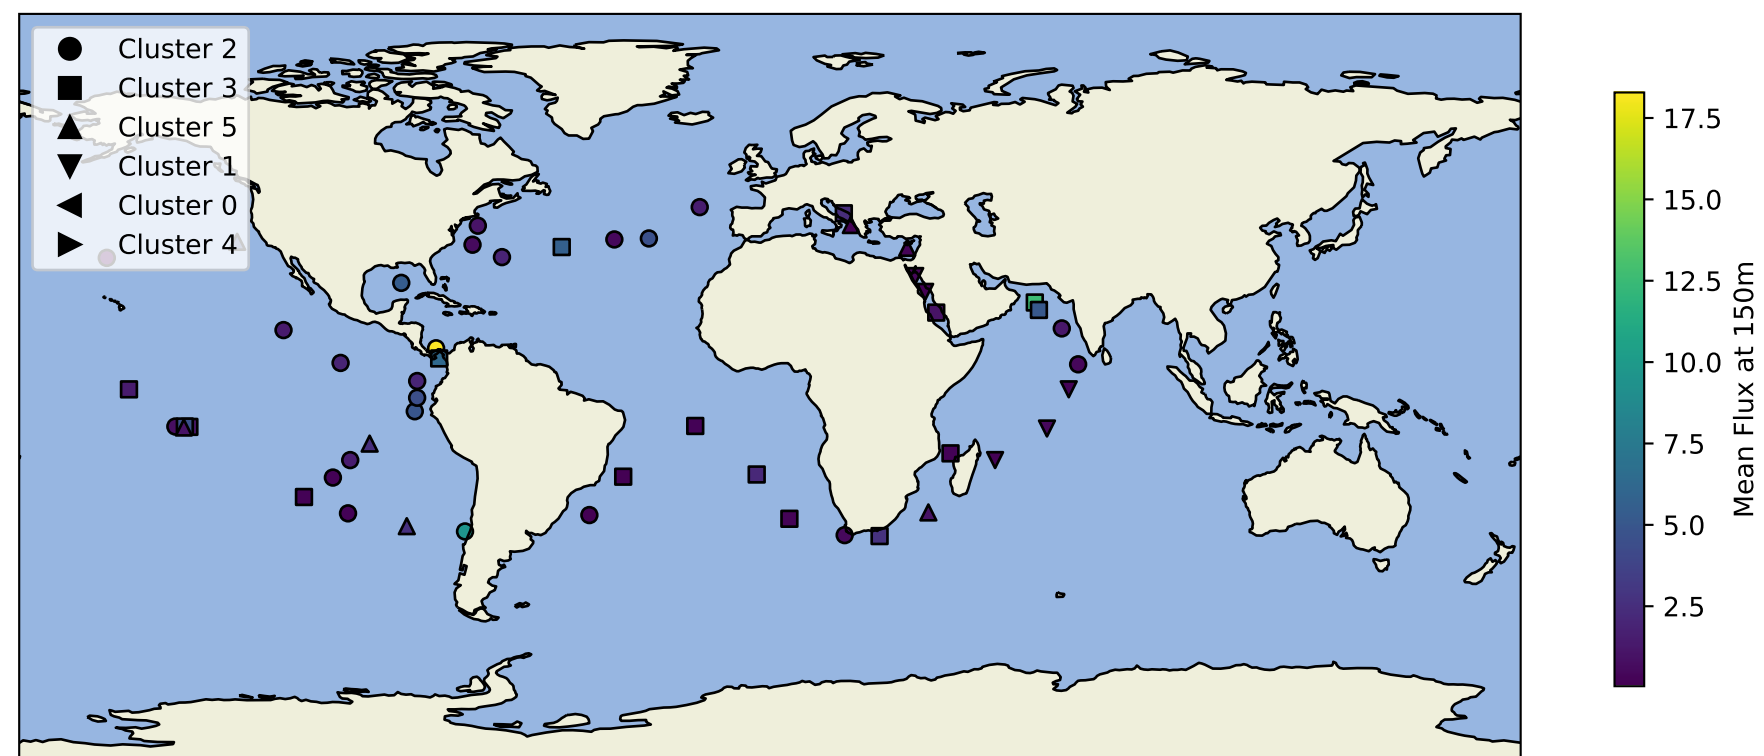 Cluster 2
Cluster 3
Cluster 5
Cluster 1
Cluster 0
Cluster 4
17.5
15.0
12.5
10.0
7.5
5.0
2.5
Mean Flux at 150m